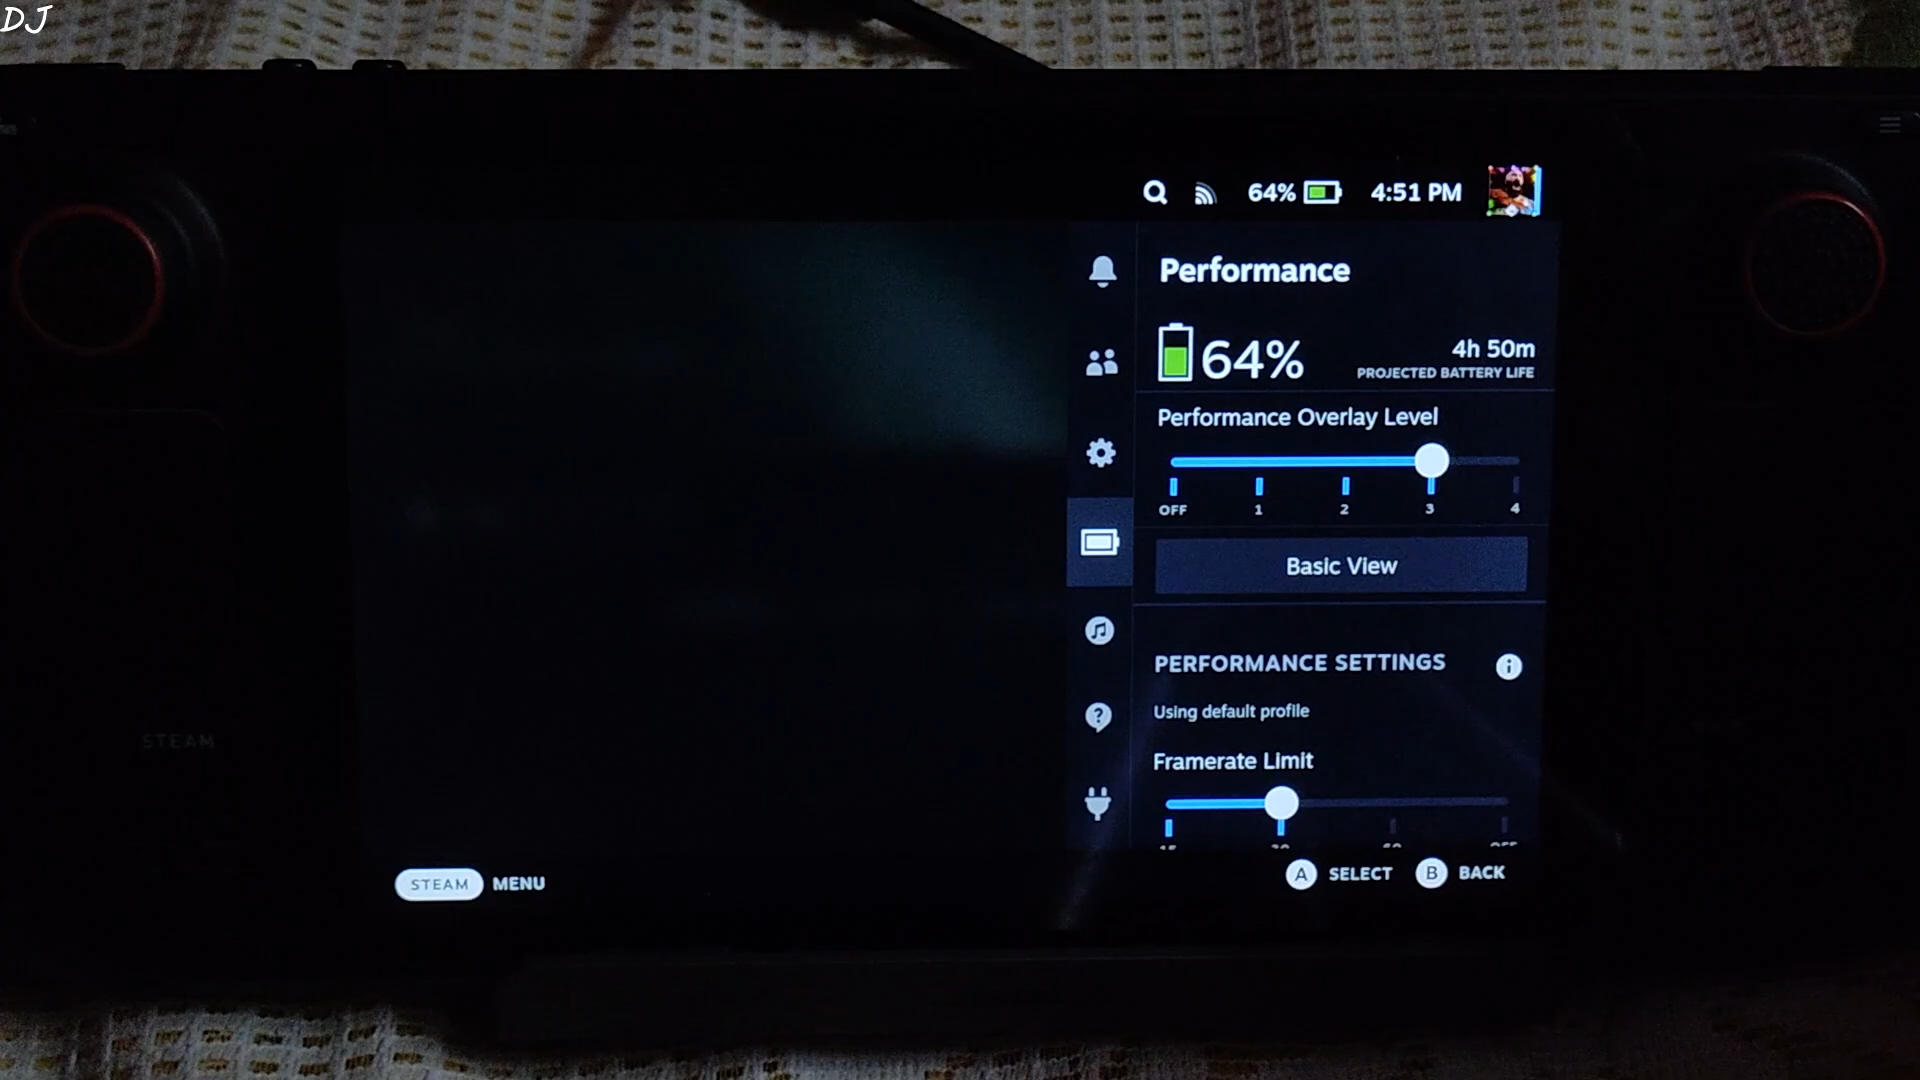 DJ
64% 4:51 PM
Performance
64%
4h 50m
PROJECTED BATTERY LIFE
Performance Overlay Level
OFF 1 2 3 4
Basic View
PERFORMANCE SETTINGS
Using default profile
Framerate Limit
STEAM
STEAM MENU
A SELECT B BACK